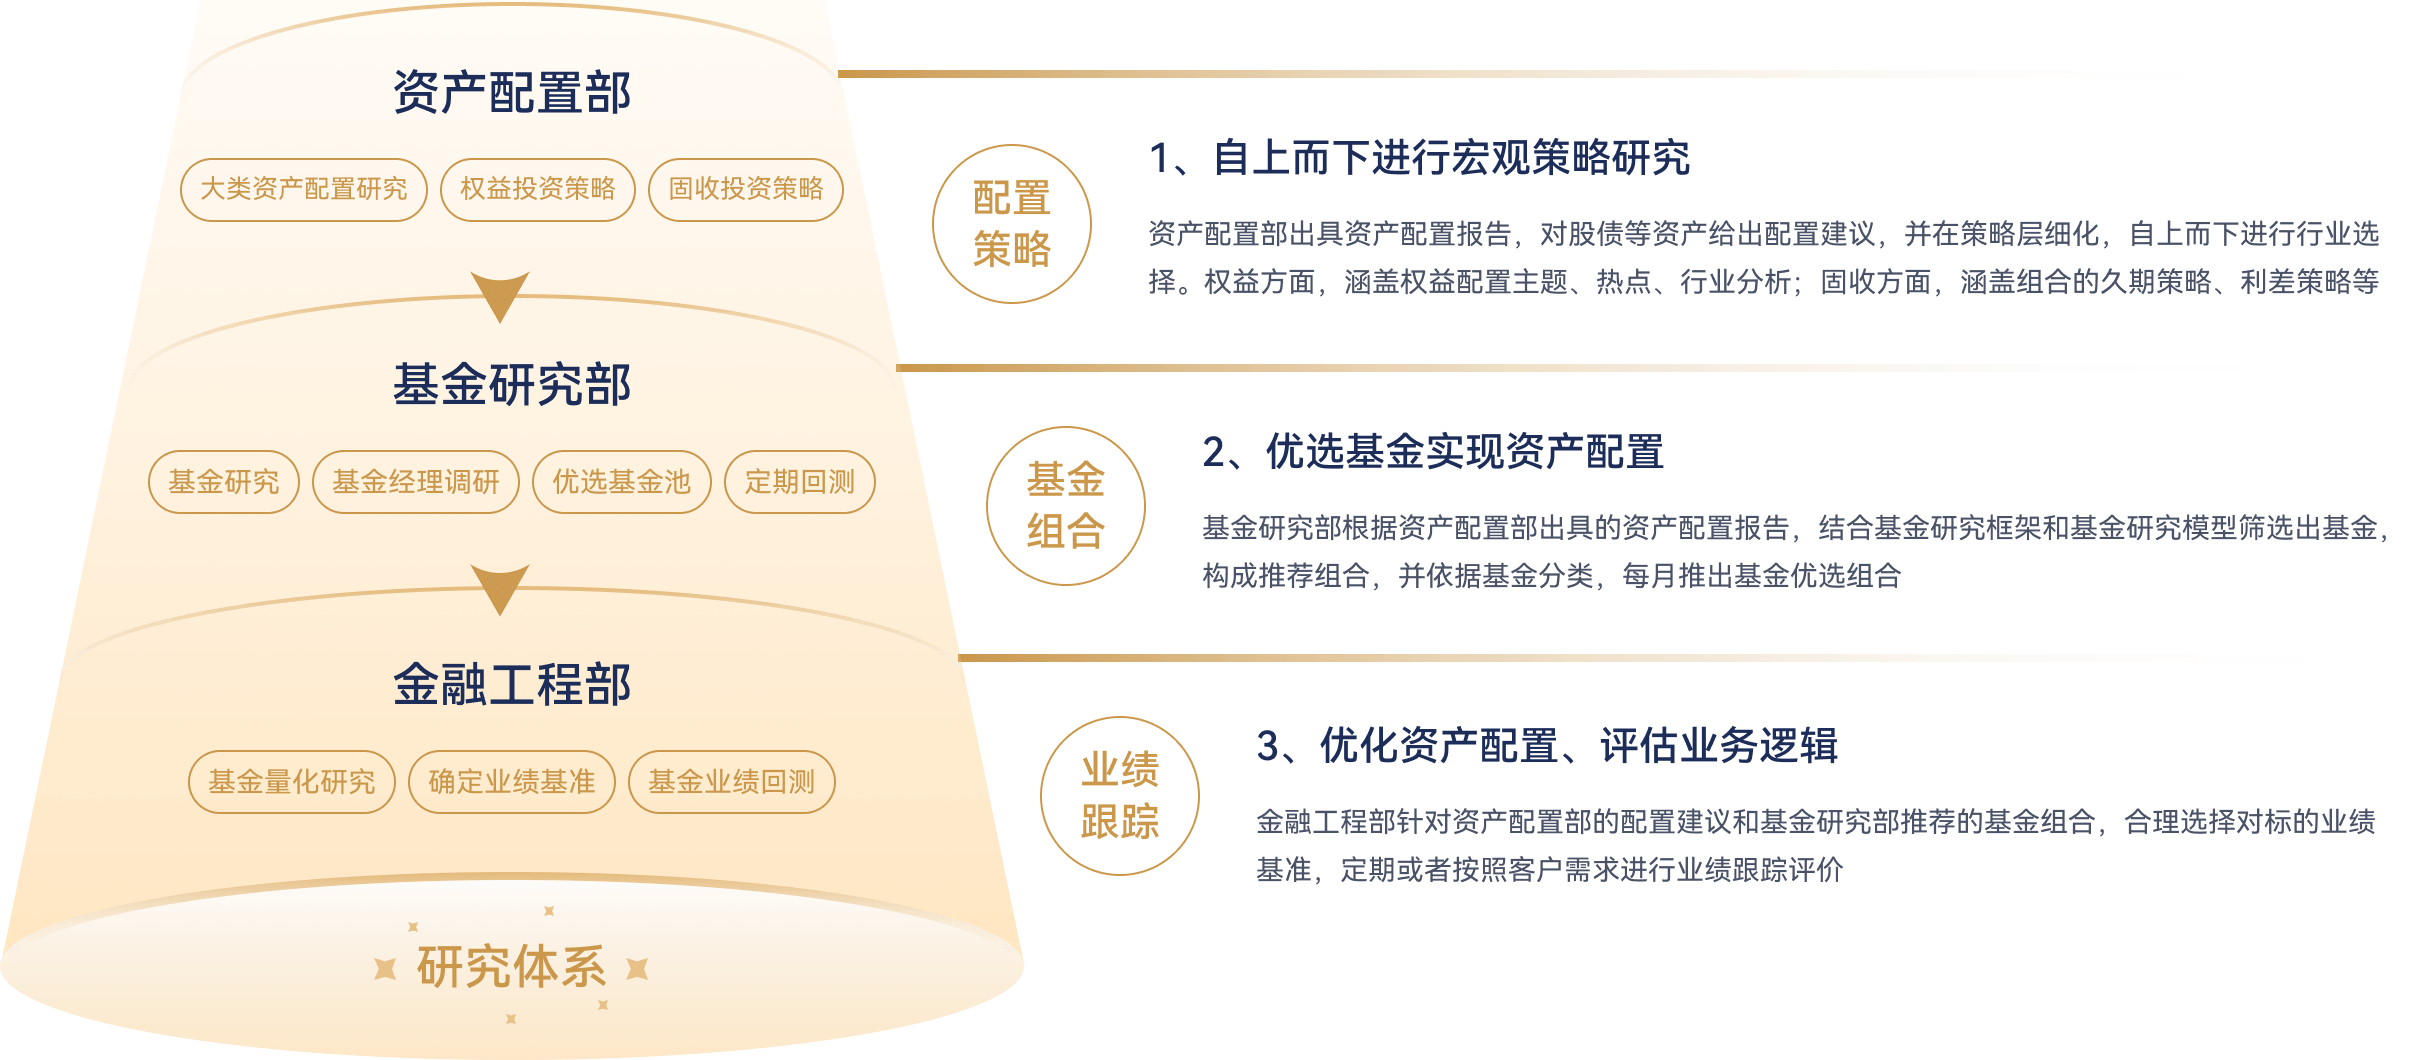 资产配置部
大类资产配置研究
权益投资策略
固收投资策略
配置
策略
1、自上而下进行宏观策略研究
资产配置部出具资产配置报告，对股债等资产给出配置建议，并在策略层细化，自上而下进行行业选
择。权益方面，涵盖权益配置主题、热点、行业分析；固收方面，涵盖组合的久期策略、利差策略等
基金研究部
基金研究
基金经理调研
优选基金池
定期回测
基金
组合
2、优选基金实现资产配置
基金研究部根据资产配置部出具的资产配置报告，结合基金研究框架和基金研究模型筛选出基金，
构成推荐组合，并依据基金分类，每月推出基金优选组合
金融工程部
基金量化研究
确定业绩基准
基金业绩回测
业绩
跟踪
3、优化资产配置、评估业务逻辑
金融工程部针对资产配置部的配置建议和基金研究部推荐的基金组合，合理选择对标的业绩
基准，定期或者按照客户需求进行业绩跟踪评价
研究体系